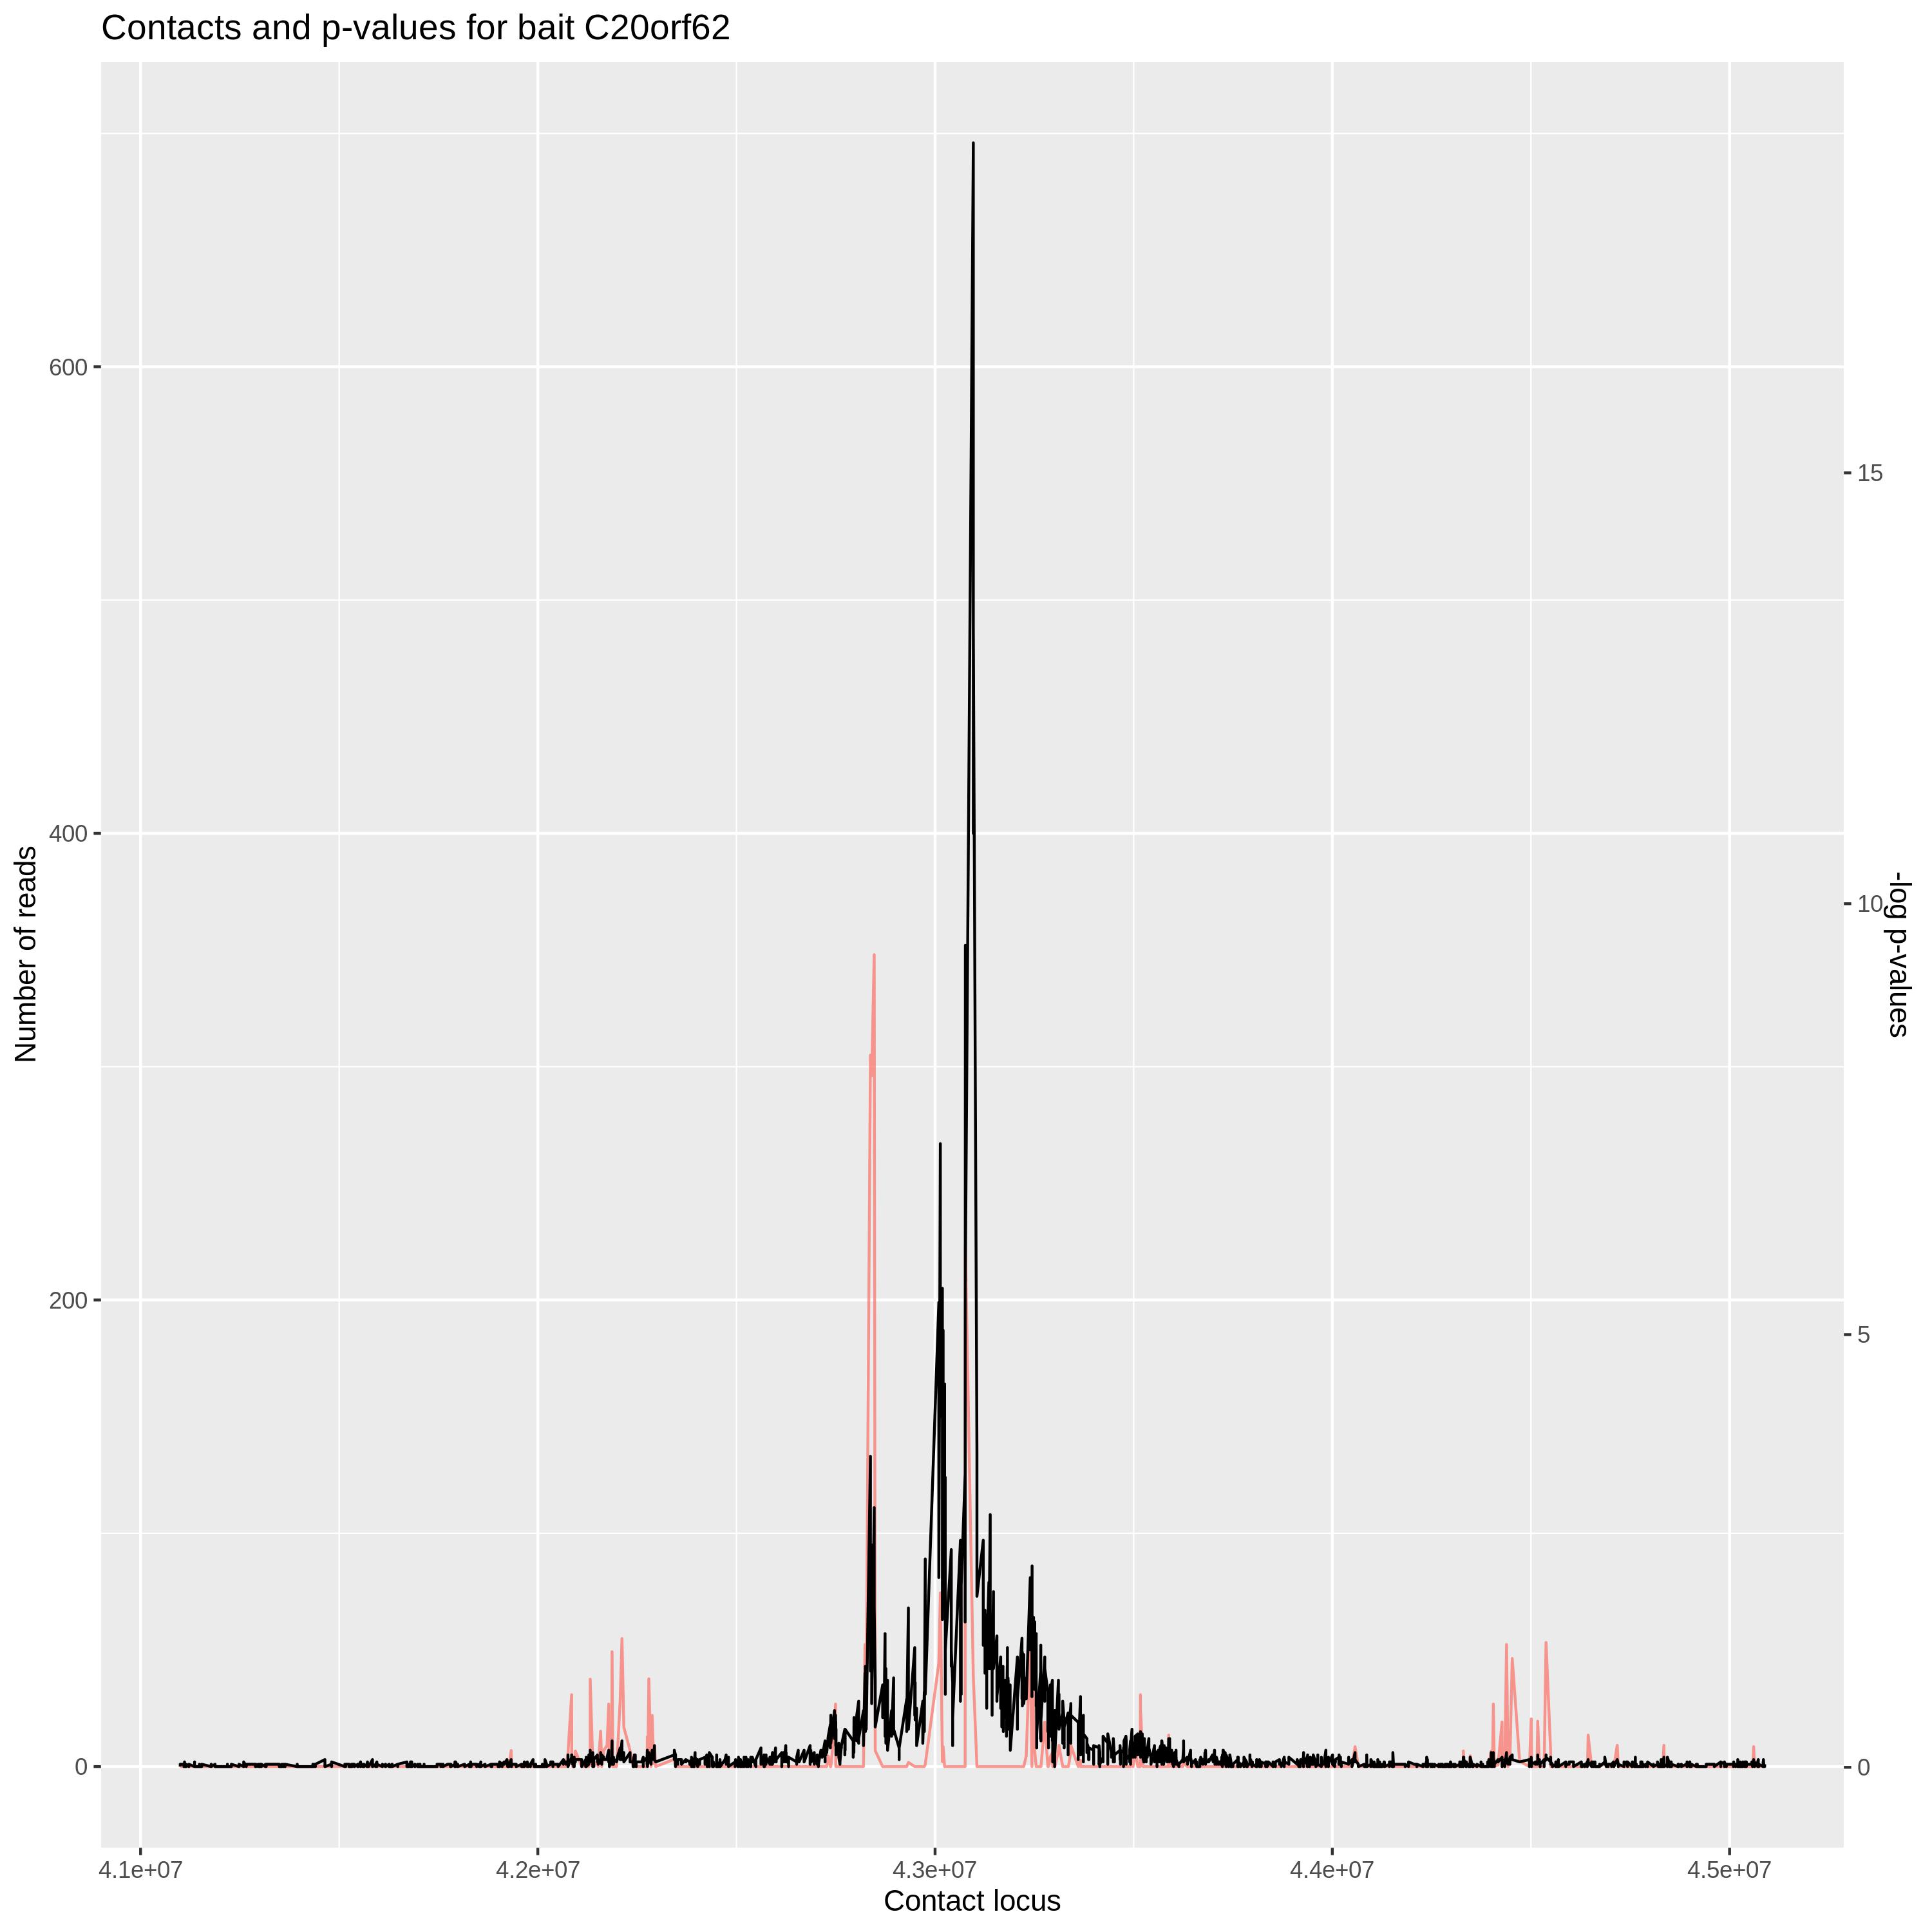 Contacts and p-values for bait C20orf62
600
400
200
0
15
10
5
0
Number of reads
-log p-values
4.1e+07
4.2e+07
4.3e+07
4.4e+07
4.5e+07
Contact locus